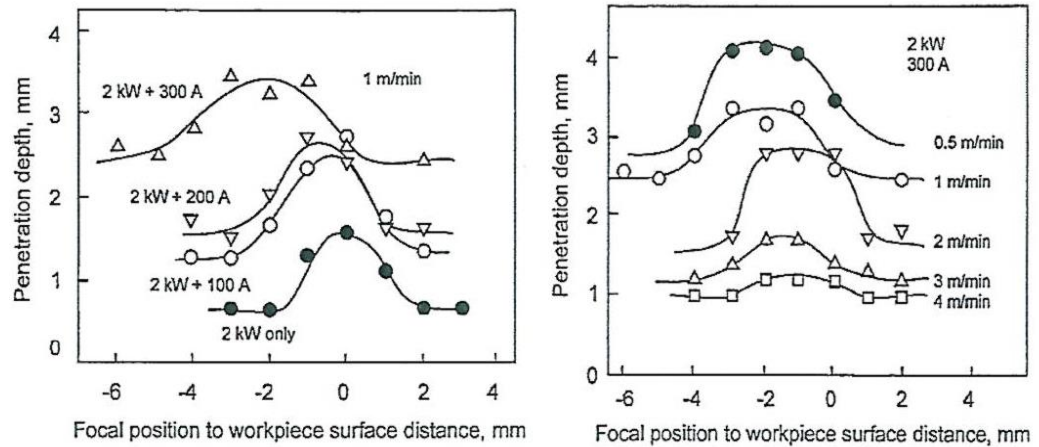 4
3
2
1
0
Penetration depth, mm
2 kW + 300 A
1 m/min
2 kW + 200 A
2 kW + 100 A
2 kW only
-6 -4 -2 0 2 4
Focal position to workpiece surface distance, mm
4
3
2
1
0
Penetration depth, mm
2 kW
300 A
0.5 m/min
1 m/min
2 m/min
3 m/min
4 m/min
-6 -4 -2 0 2 4
Focal position to workpiece surface distance, mm